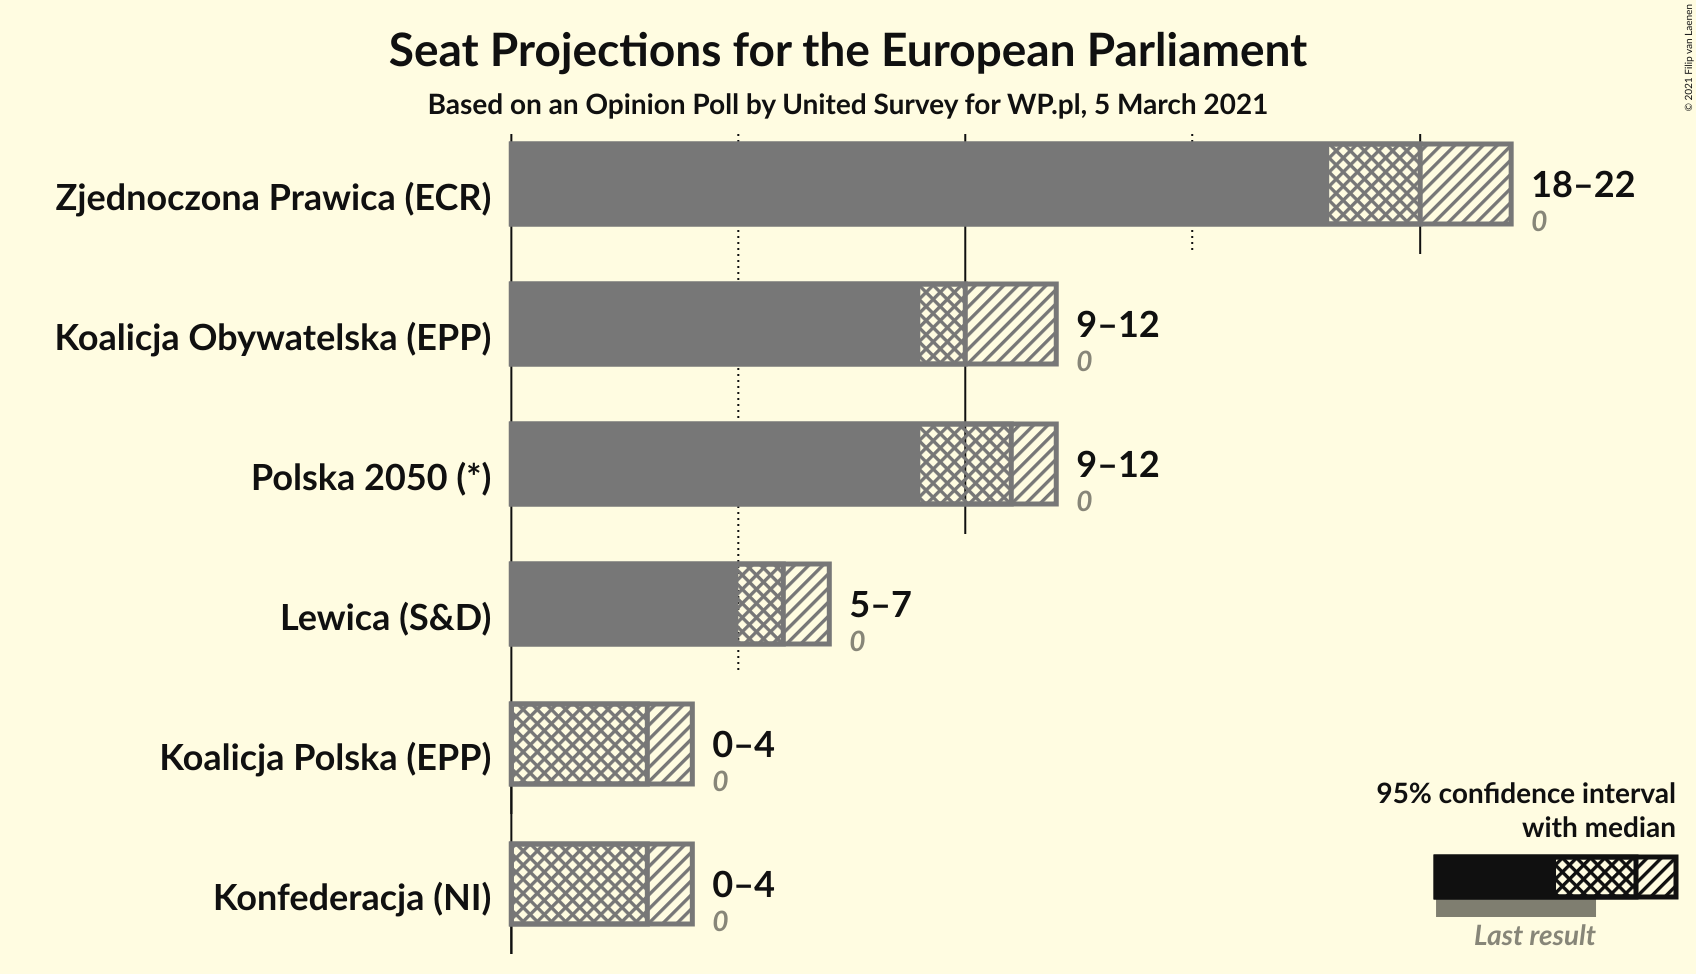 Seat Projections for the European Parliament
Based on an Opinion Poll by United Survey for WP.pl, 5 March 2021
© 2021 Filip van Laenen
Zjednoczona Prawica (ECR)
18–22
0
Koalicja Obywatelska (EPP)
9–12
0
Polska 2050 (*)
9–12
0
Lewica (S&D)
5–7
0
Koalicja Polska (EPP)
0–4
0
Konfederacja (NI)
0–4
0
95% confidence interval
with median
Last result